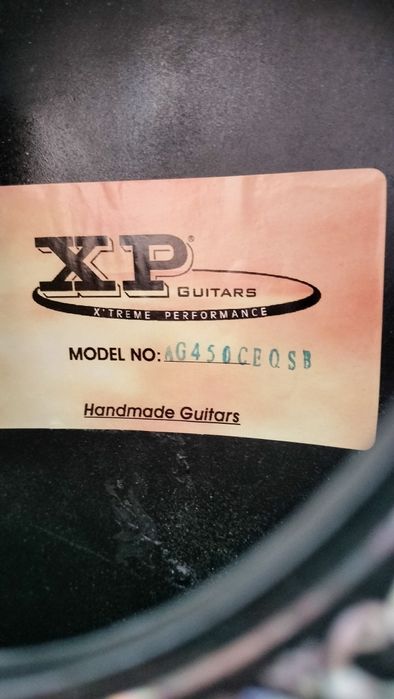 XP®
GUITARS
X'TREME PERFORMANCE
MODEL NO: AG450CEQSB
Handmade Guitars